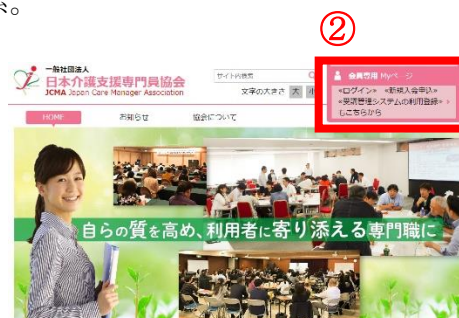 。
②
一般社団法人
日本介護支援専門員協会
JCMA Japan Care Manager Association
サイト内検索
文字の大きさ 大 小
会員専用 Myページ
«ログイン» «新規入会申込»
«受講管理システムの利用登録»
もこちらから
HOME お知らせ 協会について
自らの質を高め、利用者に寄り添える専門職に